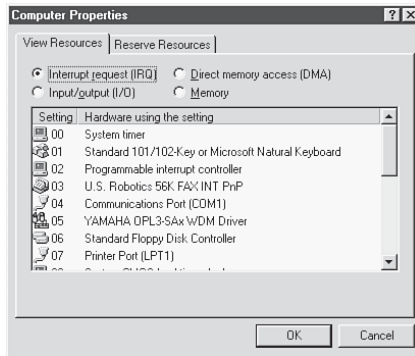 Computer Properties
View Resources
Reserve Resources
Interrupt request (IRQ)
Direct memory access (DMA)
Input/output (I/O)
Memory
Setting Hardware using the setting
00 System timer
01 Standard 101/102-Key or Microsoft Natural Keyboard
02 Programmable interrupt controller
03 U.S. Robotics 56K FAX INT PnP
04 Communications Port (COM1)
05 YAMAHA OPL3-SAx WDM Driver
06 Standard Floppy Disk Controller
07 Printer Port (LPT1)
OK
Cancel